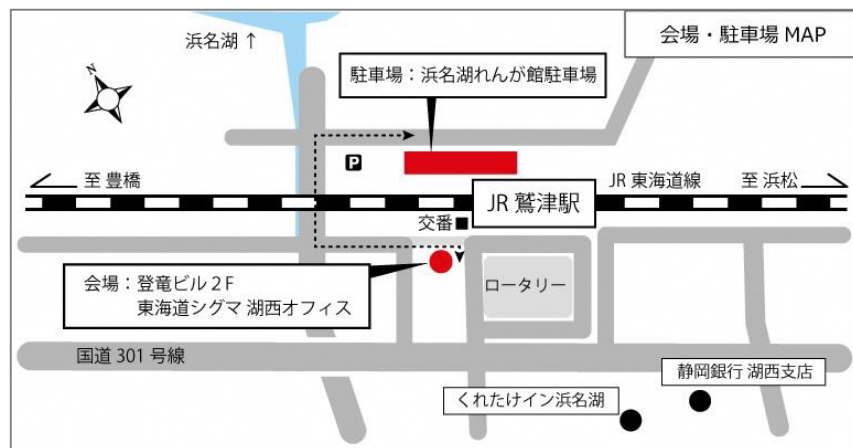 会場・駐車場 MAP
浜名湖 ↑
N
駐車場：浜名湖れんが館駐車場
P
至 豊橋
JR 鷲津駅
JR 東海道線
至 浜松
交番
会場：登竜ビル２F
東海道シグマ 湖西オフィス
ロータリー
国道 301 号線
静岡銀行 湖西支店
くれたけイン浜名湖